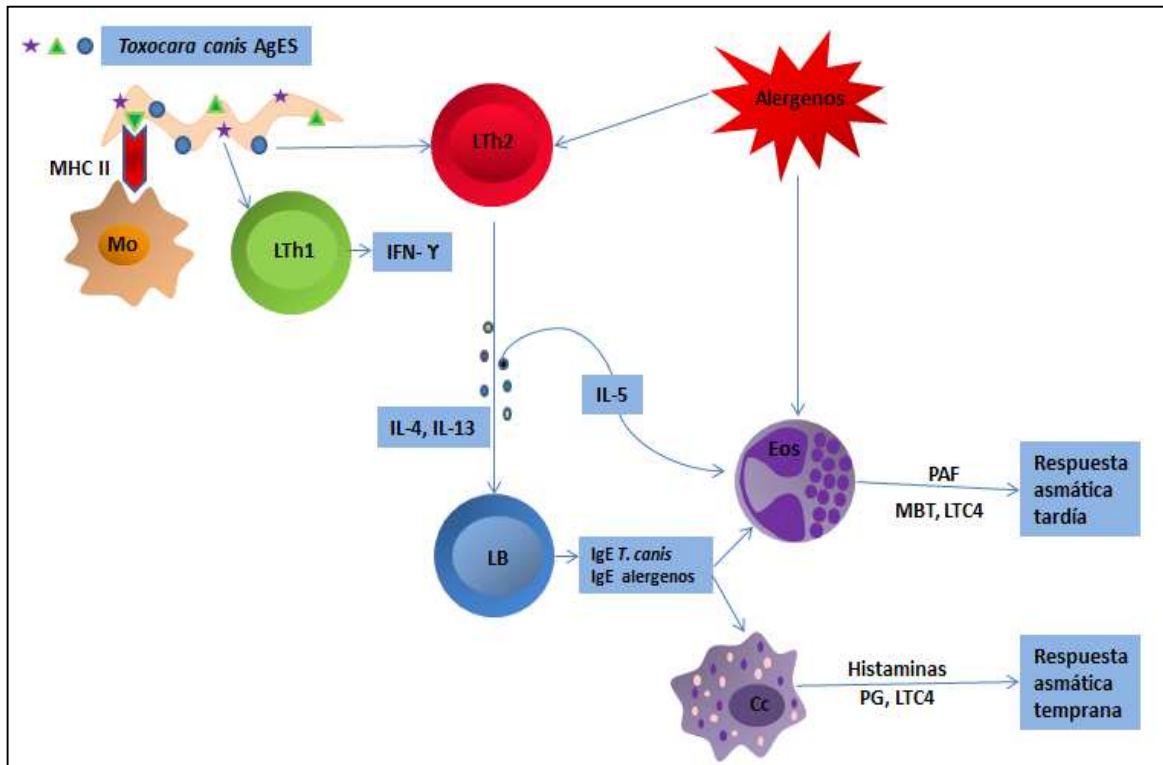 Toxocara canis AgES
Alergenos
MHC II
LTh2
Mo
LTh1
IFN- ϒ
IL-5
IL-4, IL-13
Eos
PAF
MBT, LTC4
Respuesta
asmática
tardía
LB
IgE T. canis
IgE alergenos
Cc
Histaminas
PG, LTC4
Respuesta
asmática
temprana